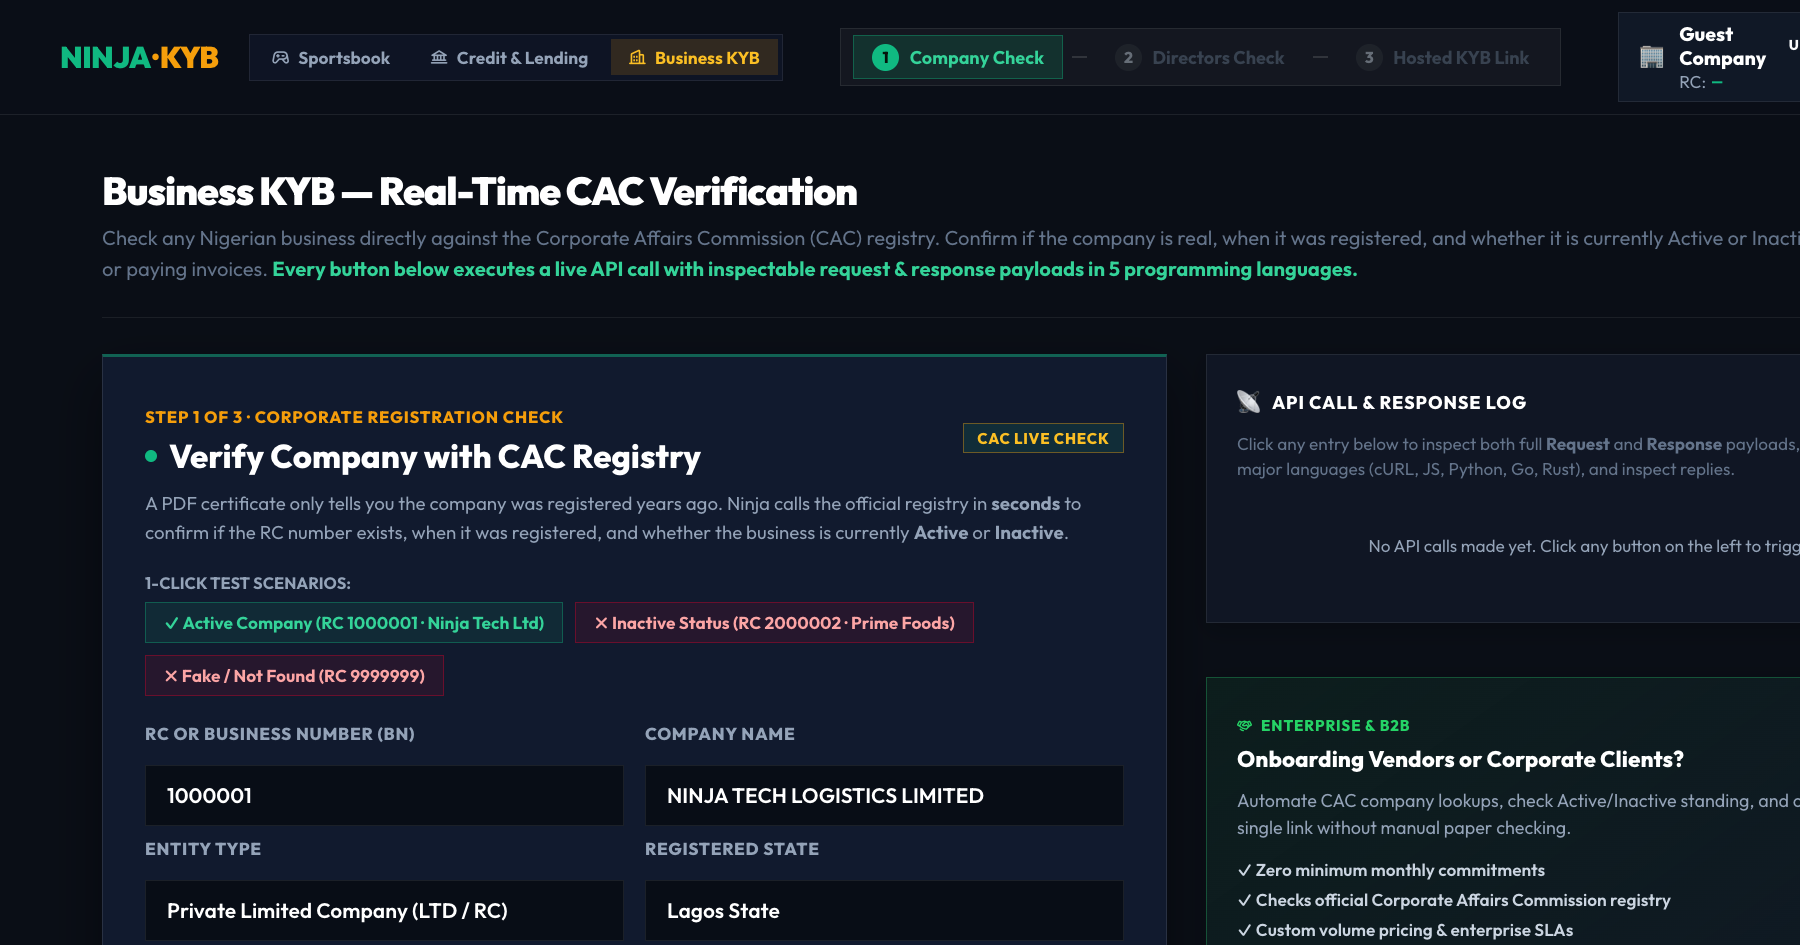 NINJA·KYB
Sportsbook
Credit & Lending
Business KYB
1 Company Check
2 Directors Check
3 Hosted KYB Link
Guest Company
RC: –
Business KYB — Real-Time CAC Verification
Check any Nigerian business directly against the Corporate Affairs Commission (CAC) registry. Confirm if the company is real, when it was registered, and whether it is currently Active or
or paying invoices. Every button below executes a live API call with inspectable request & response payloads in 5 programming languages.
STEP 1 OF 3 · CORPORATE REGISTRATION CHECK
Verify Company with CAC Registry
CAC LIVE CHECK
A PDF certificate only tells you the company was registered years ago. Ninja calls the official registry in seconds to
confirm if the RC number exists, when it was registered, and whether the business is currently Active or Inactive.
1-CLICK TEST SCENARIOS:
✓ Active Company (RC 1000001 · Ninja Tech Ltd)
✕ Inactive Status (RC 2000002 · Prime Foods)
✕ Fake / Not Found (RC 9999999)
RC OR BUSINESS NUMBER (BN)
COMPANY NAME
1000001
NINJA TECH LOGISTICS LIMITED
ENTITY TYPE
REGISTERED STATE
Private Limited Company (LTD / RC)
Lagos State
API CALL & RESPONSE LOG
Click any entry below to inspect both full Request and Response payloads,
major languages (cURL, JS, Python, Go, Rust), and inspect replies.
No API calls made yet. Click any button on the left to
ENTERPRISE & B2B
Onboarding Vendors or Corporate Clients?
Automate CAC company lookups, check Active/Inactive standing, and
single link without manual paper checking.
✓ Zero minimum monthly commitments
✓ Checks official Corporate Affairs Commission registry
✓ Custom volume pricing & enterprise SLAs